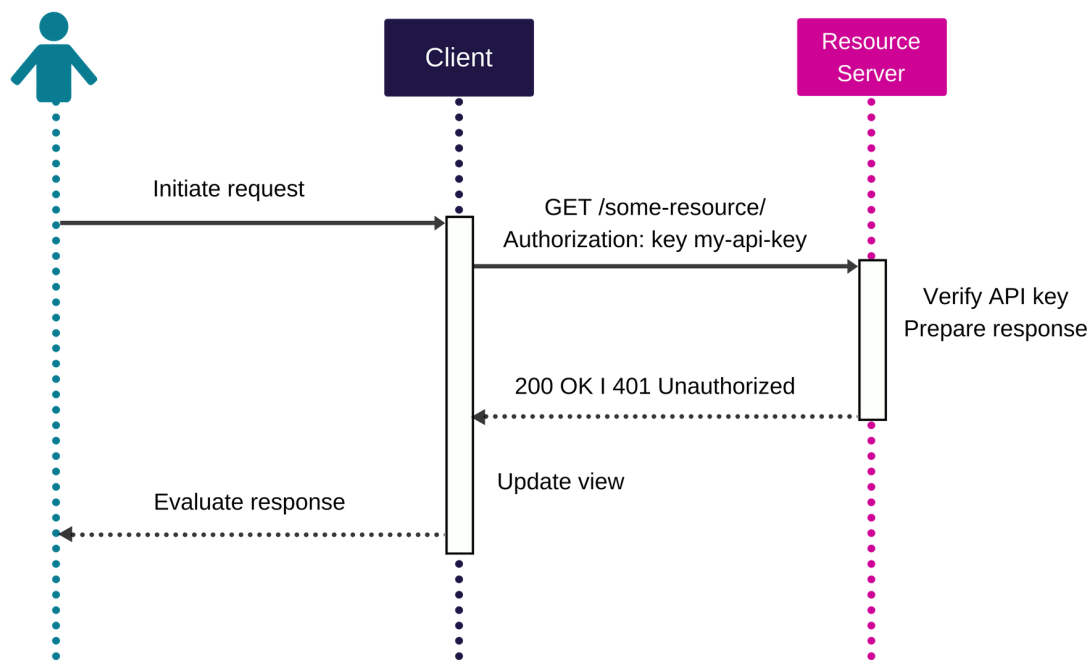 Client
Resource
Server
Initiate request
GET /some-resource/
Authorization: key my-api-key
Verify API key
Prepare response
200 OK I 401 Unauthorized
Update view
Evaluate response